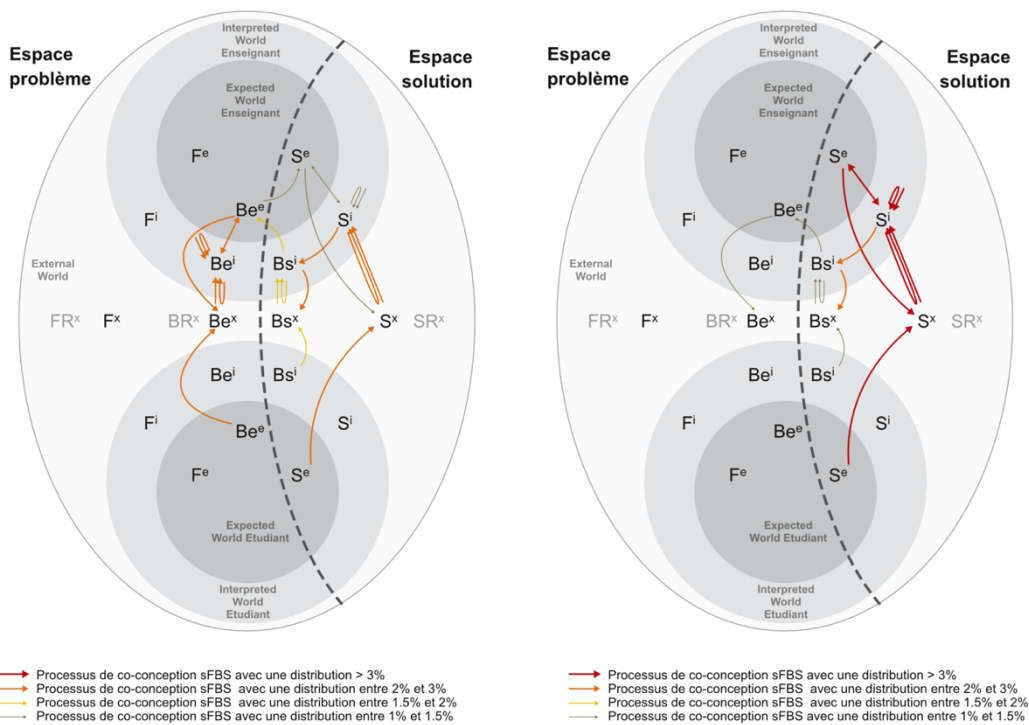 Interpreted
World
Enseignant
Espace
problème
Espace
solution
Expected
World
Enseignant
Fe
Se
Bee
Fi
Si
Bei
Bsi
External
World
FRx
Fx
BRx
Bex
Bsx
Sx
SRx
Bei
Bsi
Fi
Si
Bee
Fe
Se
Expected
World Etudiant
Interpreted
World
Etudiant
Processus de co-conception sFBS avec une distribution > 3%
Processus de co-conception sFBS avec une distribution entre 2% et 3%
Processus de co-conception sFBS avec une distribution entre 1.5% et 2%
Processus de co-conception sFBS avec une distribution entre 1% et 1.5%
Interpreted
World
Enseignant
Espace
problème
Espace
solution
Expected
World
Enseignant
Fe
Se
Bee
Fi
Si
Bei
Bsi
External
World
FRx
Fx
BRx
Bex
Bsx
Sx
SRx
Bei
Bsi
Fi
Si
Bee
Fe
Se
Expected
World Etudiant
Interpreted
World
Etudiant
Processus de co-conception sFBS avec une distribution > 3%
Processus de co-conception sFBS avec une distribution entre 2% et 3%
Processus de co-conception sFBS avec une distribution entre 1.5% et 2%
Processus de co-conception sFBS avec une distribution entre 1% et 1.5%